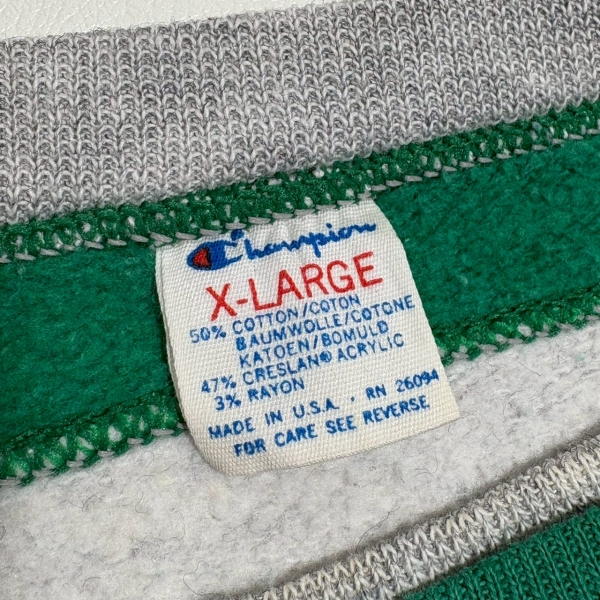 Champion
X-LARGE
50% COTTON/COTON
BAUMWOLLE/COTONE
KATOEN/BOMULD
47% CRESLAN® ACRYLIC
3% RAYON
MADE IN U.S.A. , RN 26094
FOR CARE SEE REVERSE